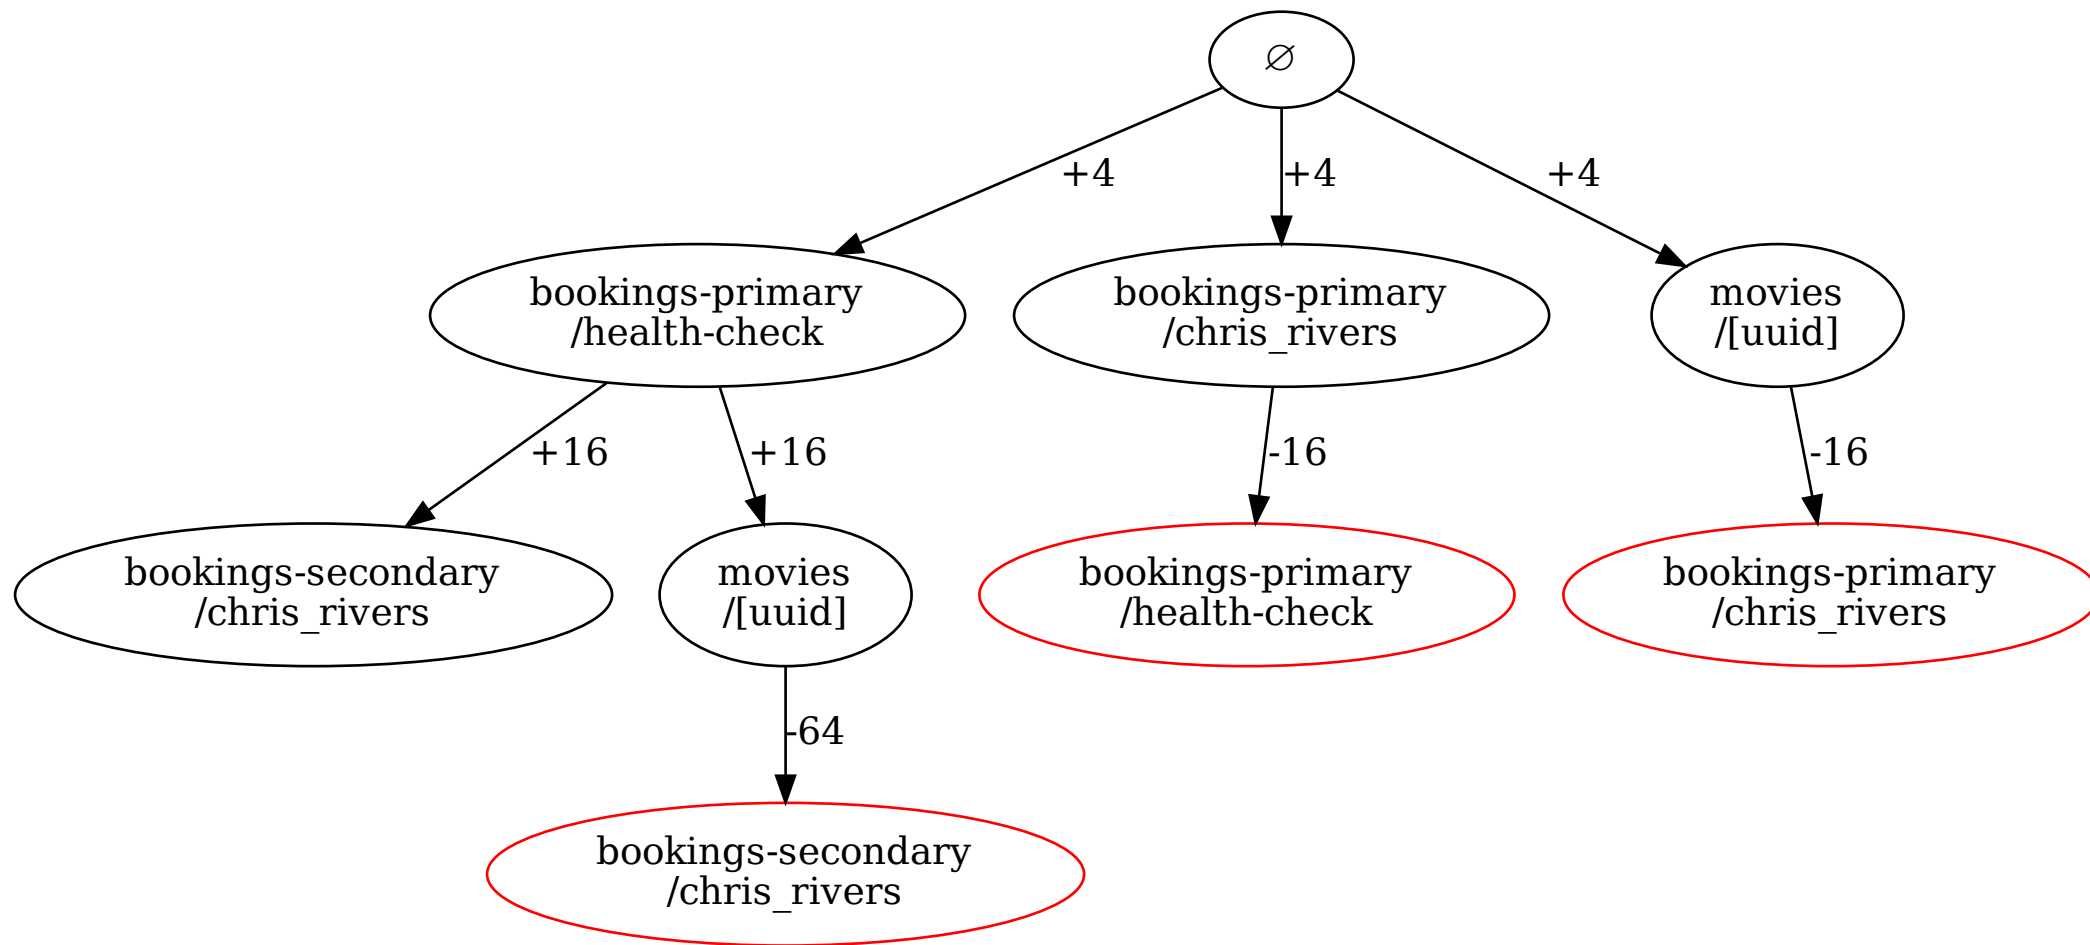 ∅
+4
+4
+4
bookings-primary
/health-check
bookings-primary
/chris_rivers
movies
/[uuid]
+16
+16
-16
-16
bookings-secondary
/chris_rivers
movies
/[uuid]
bookings-primary
/health-check
bookings-primary
/chris_rivers
-64
bookings-secondary
/chris_rivers